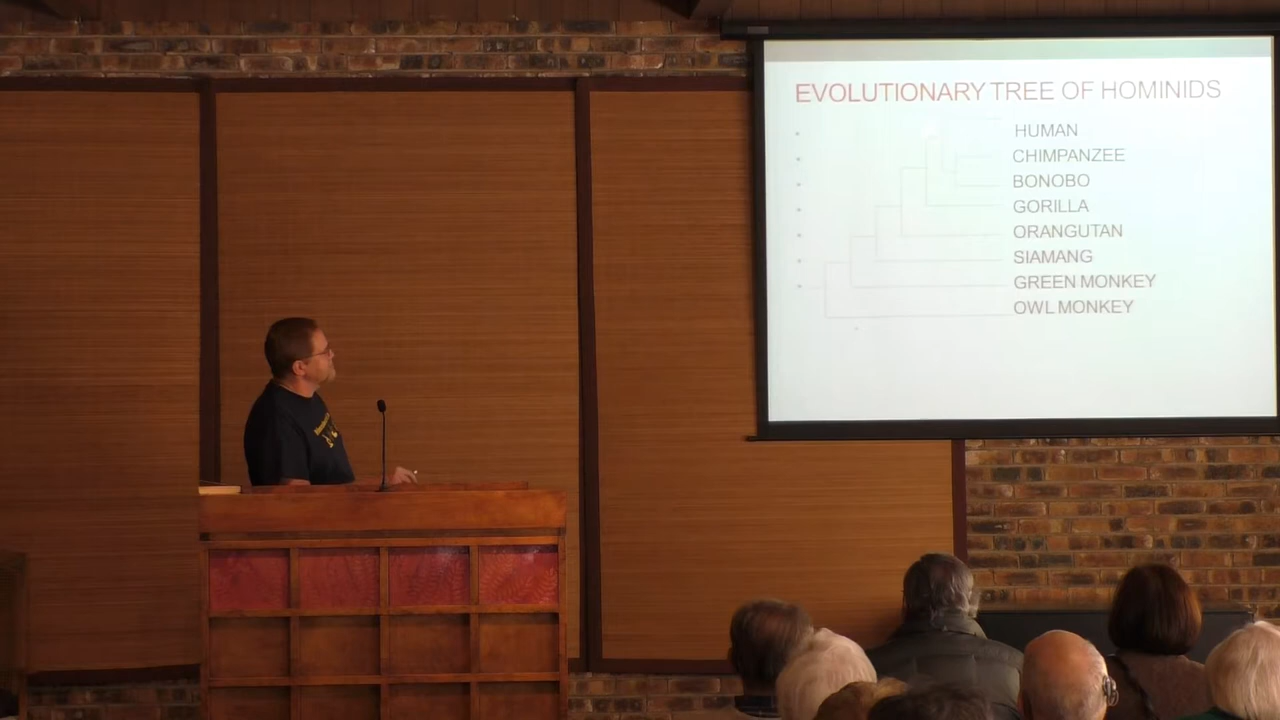 EVOLUTIONARY TREE OF HOMINIDS
HUMAN
CHIMPANZEE
BONOBO
GORILLA
ORANGUTAN
SIAMANG
GREEN MONKEY
OWL MONKEY